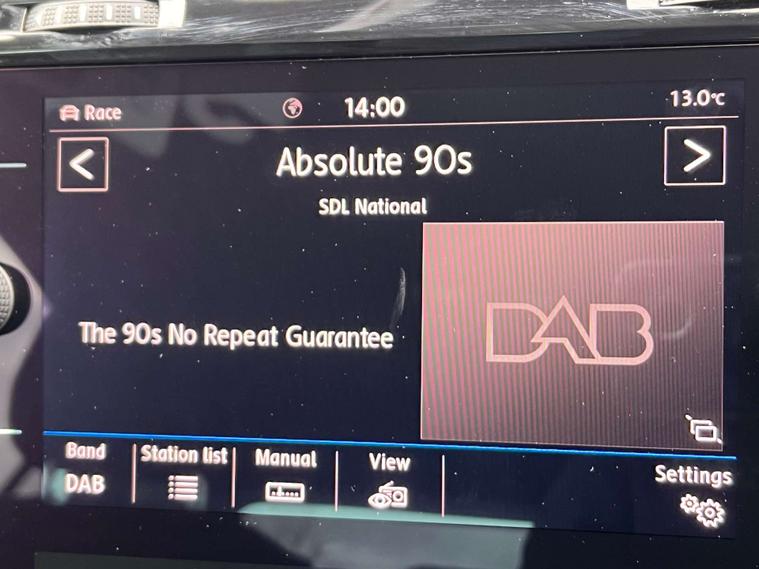 Race
14:00
13.0°C
Absolute 90s
SDL National
The 90s No Repeat Guarantee
DAB
Band
DAB
Station list
Manual
View
Settings